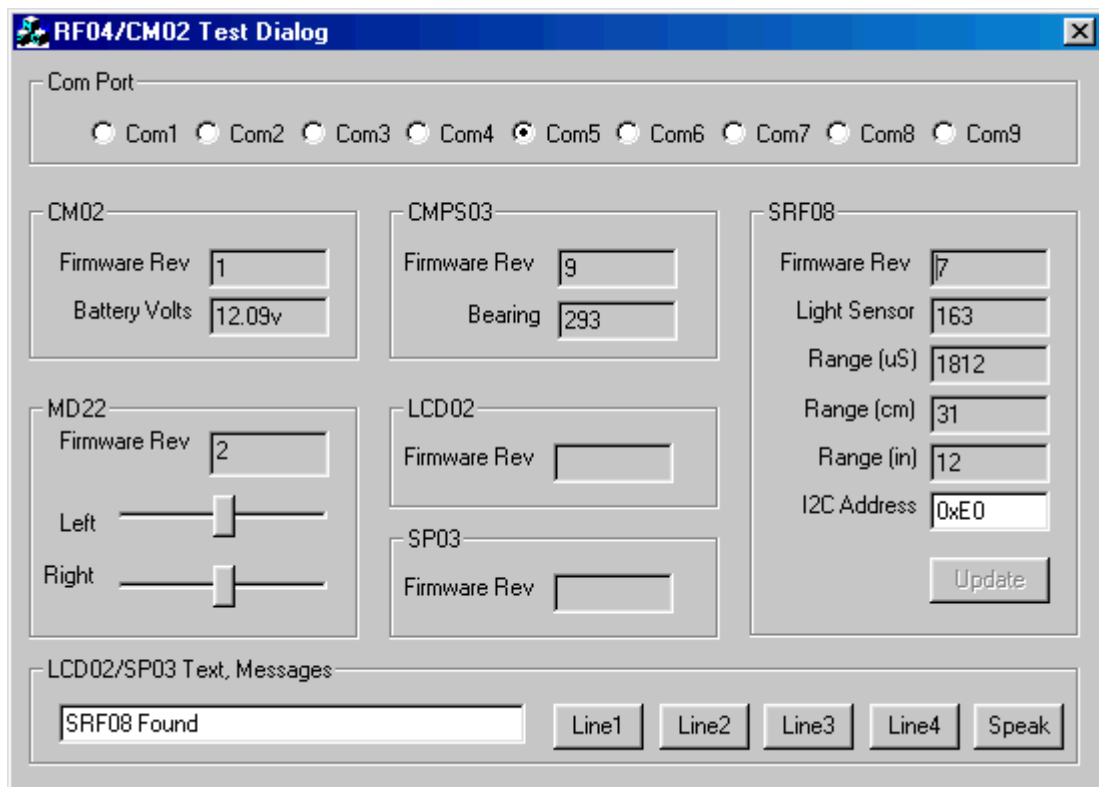 RF04/CM02 Test Dialog
Com Port
Com1 Com2 Com3 Com4 Com5 Com6 Com7 Com8 Com9
CM02
Firmware Rev 1
Battery Volts 12.09v
CMPS03
Firmware Rev 9
Bearing 293
SRF08
Firmware Rev 7
Light Sensor 163
Range (uS) 1812
Range (cm) 31
Range (in) 12
I2C Address 0xE0
Update
MD22
Firmware Rev 2
Left
Right
LCD02
Firmware Rev
SP03
Firmware Rev
LCD02/SP03 Text, Messages
SRF08 Found
Line1 Line2 Line3 Line4 Speak